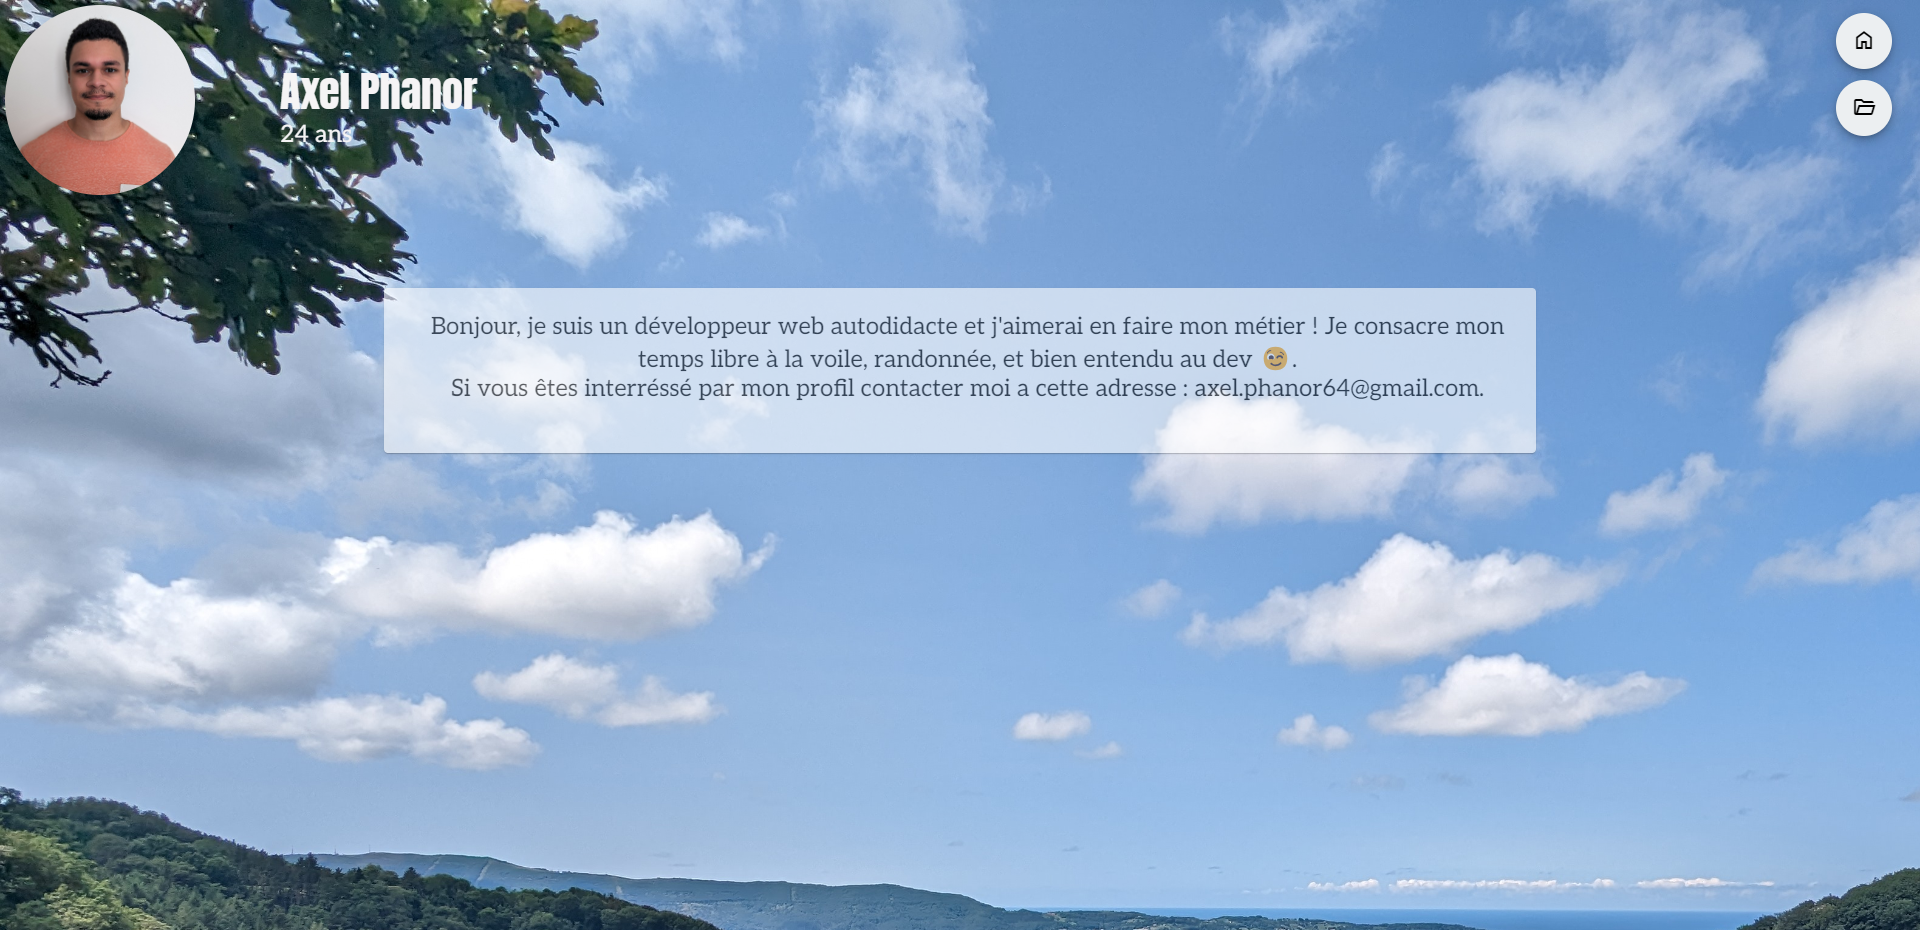 Axel Phanor
24 ans
Bonjour, je suis un développeur web autodidacte et j'aimerai en faire mon métier ! Je consacre mon
temps libre à la voile, randonnée, et bien entendu au dev 😉.
Si vous êtes interréssé par mon profil contacter moi a cette adresse : axel.phanor64@gmail.com.